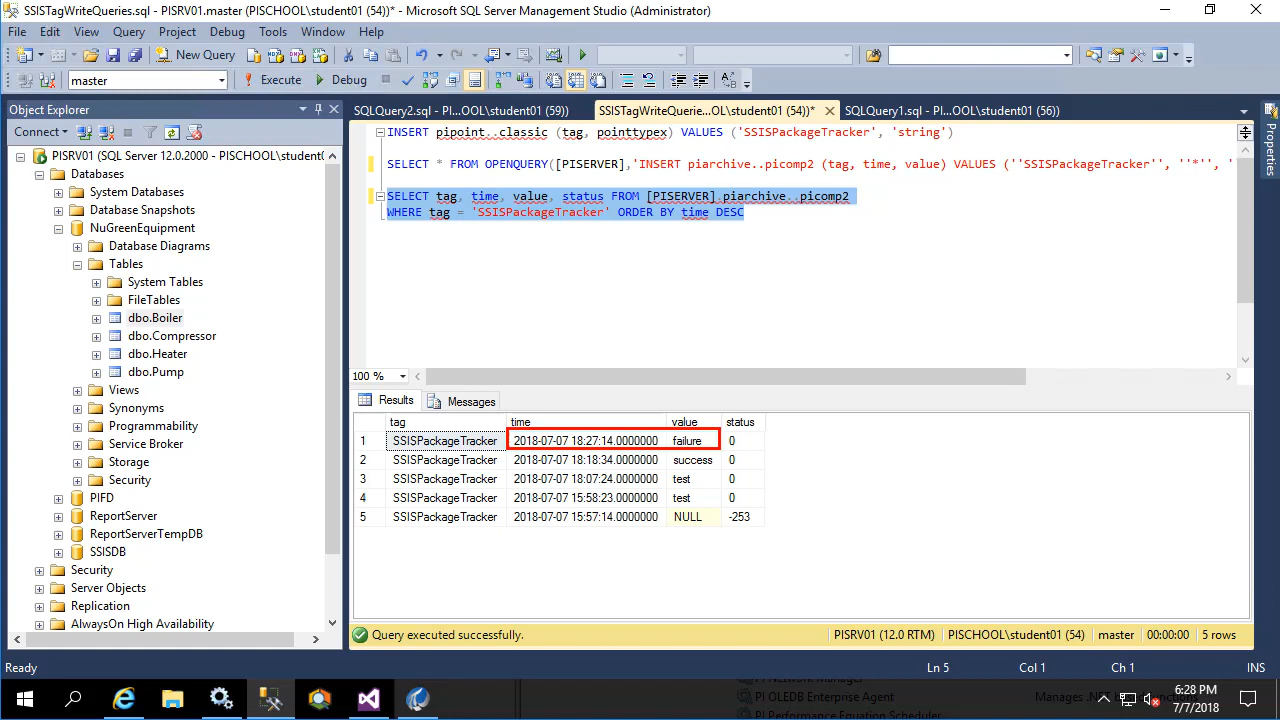 SSISTagWriteQueries.sql - PISRV01.master (PISCHOOL\student01 (54))* - Microsoft SQL Server Management Studio (Administrator)
File Edit View Query Project Debug Tools Window Help
New Query
master Execute Debug
Object Explorer
SQLQuery2.sql - PI...OOL\student01 (59))
SSISTagWriteQuerie...OL\student01 (54))*
SQLQuery1.sql - PI...OOL\student01 (56))
Properties
Connect
PISRV01 (SQL Server 12.0.2000 - PISCHOOL\student0
Databases
System Databases
Database Snapshots
NuGreenEquipment
Database Diagrams
Tables
System Tables
FileTables
dbo.Boiler
dbo.Compressor
dbo.Heater
dbo.Pump
Views
Synonyms
Programmability
Service Broker
Storage
Security
PIFD
ReportServer
ReportServerTempDB
SSISDB
Security
Server Objects
Replication
AlwaysOn High Availability
INSERT pipoint..classic (tag, pointtypex) VALUES ('SSISPackageTracker', 'string')
SELECT * FROM OPENQUERY([PISERVER],'INSERT piarchive..picomp2 (tag, time, value) VALUES (''SSISPackageTracker'', ''*'', '
SELECT tag, time, value, status FROM [PISERVER].piarchive..picomp2
WHERE tag = 'SSISPackageTracker' ORDER BY time DESC
100 %
Results Messages
tag time value status
1 SSISPackageTracker 2018-07-07 18:27:14.0000000 failure 0
2 SSISPackageTracker 2018-07-07 18:18:34.0000000 success 0
3 SSISPackageTracker 2018-07-07 18:07:24.0000000 test 0
4 SSISPackageTracker 2018-07-07 15:58:23.0000000 test 0
5 SSISPackageTracker 2018-07-07 15:57:14.0000000 NULL -253
Query executed successfully.
PISRV01 (12.0 RTM) PISCHOOL\student01 (54) master 00:00:00 5 rows
Ready Ln 5 Col 1 Ch 1 INS
PI OLEDB Enterprise Agent
PI Performance Equation Scheduler
6:28 PM
7/7/2018